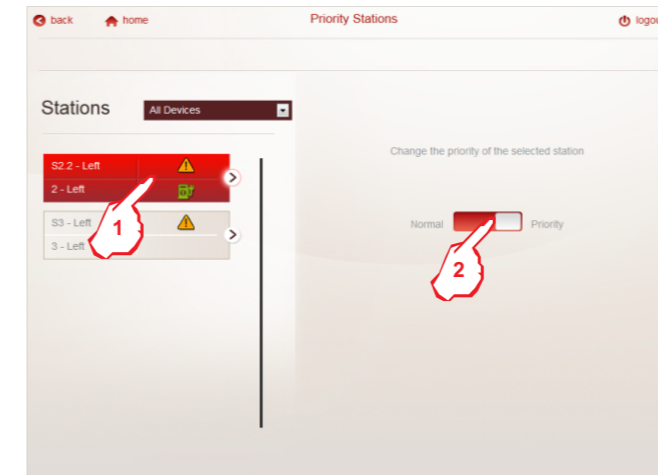 back home Priority Stations
Stations All Devices
Change the priority of the selected station
S2.2 - Left
2 - Left
S3 - Left
3 - Left
1
Normal Priority
2